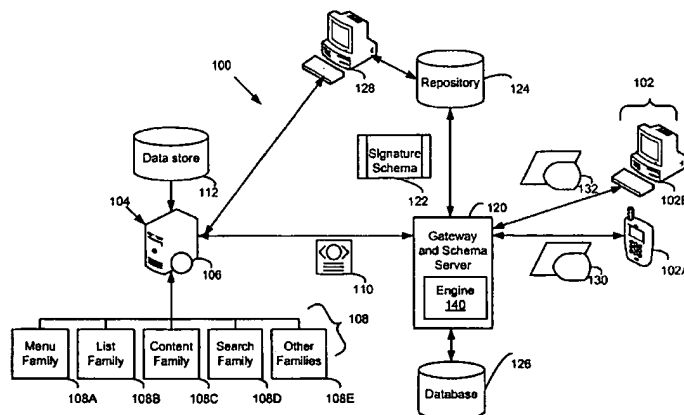 100
128
Repository
124
102
Data store
112
Signature
Schema
122
132
102B
120
104
106
110
Gateway
and Schema
Server
Engine
140
130
102A
108
Menu
Family
List
Family
Content
Family
Search
Family
Other
Families
108A
108B
108C
108D
108E
Database
126